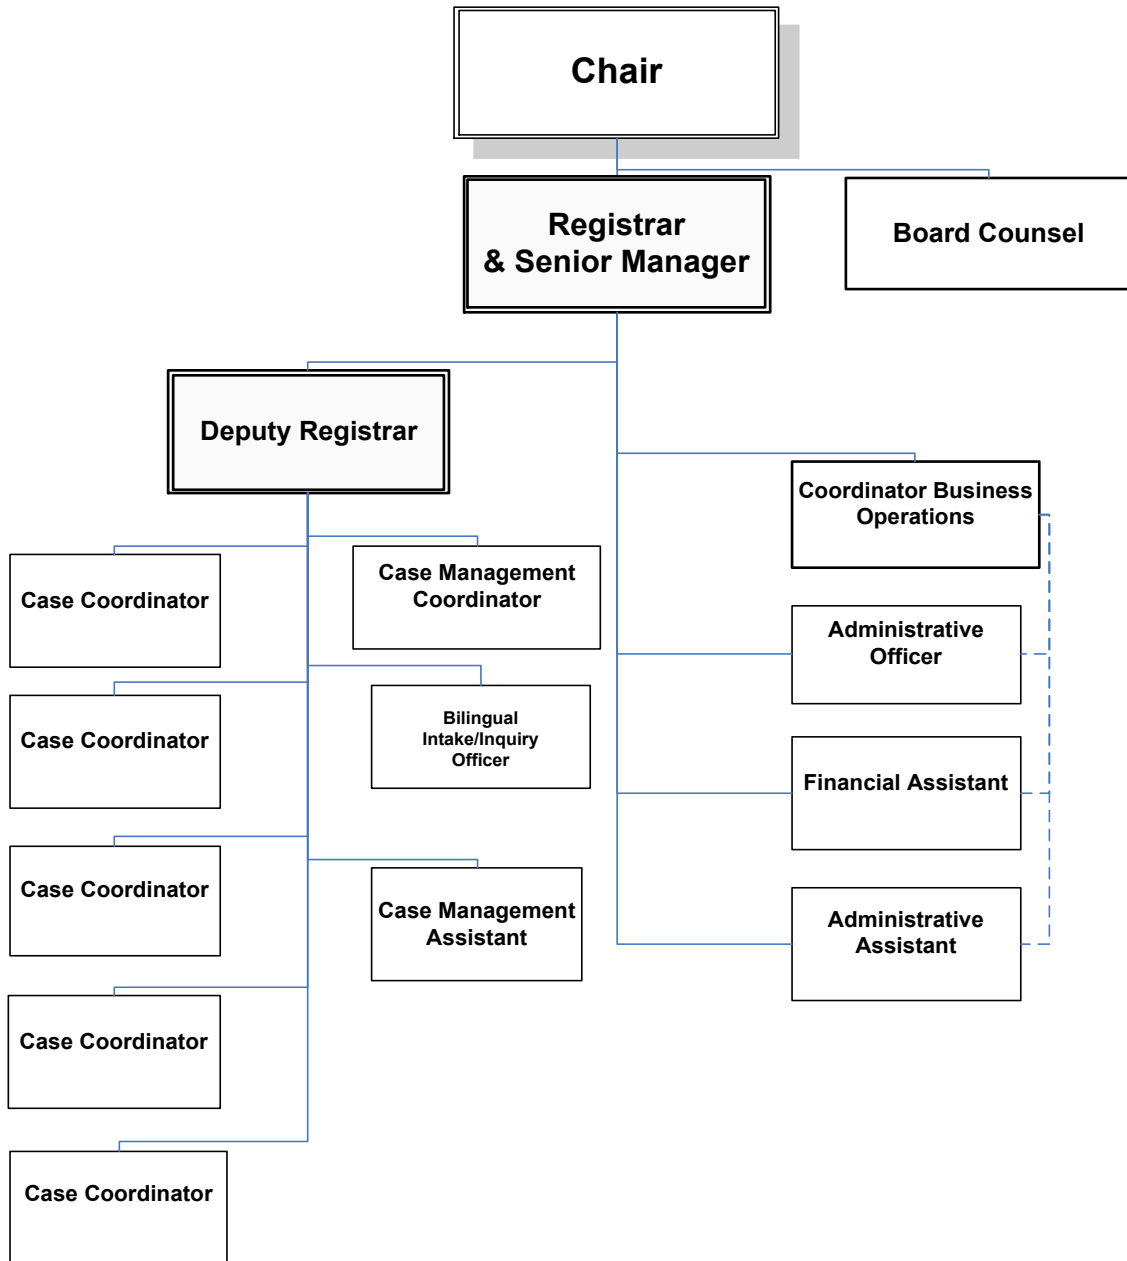 Chair
Registrar
& Senior Manager
Board Counsel
Deputy Registrar
Coordinator Business
Operations
Case Coordinator
Case Management
Coordinator
Administrative
Officer
Case Coordinator
Bilingual
Intake/Inquiry
Officer
Financial Assistant
Case Coordinator
Case Management
Assistant
Administrative
Assistant
Case Coordinator
Case Coordinator